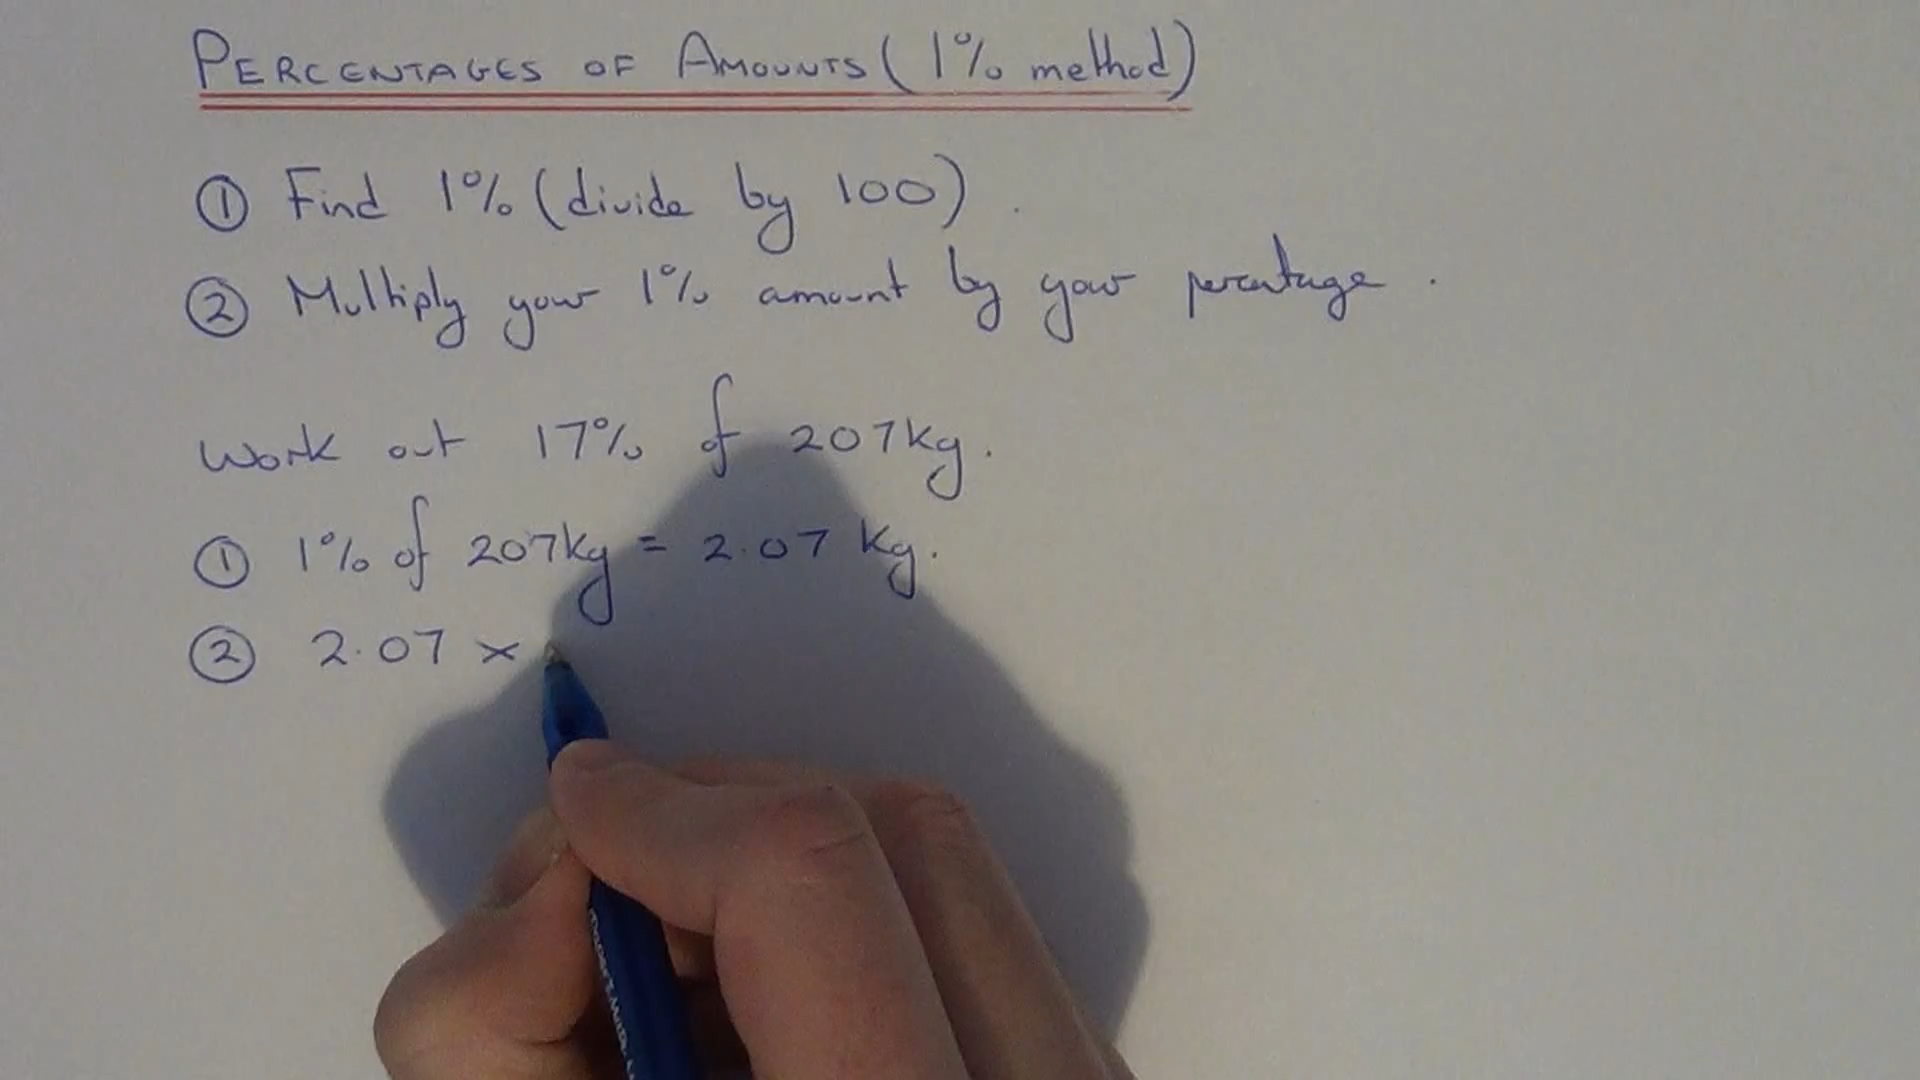 PERCENTAGES OF AMOUNTS (1% method)
① Find 1% (divide by 100).
② Multiply your 1% amount by your percentage.
Work out 17% of 207kg.
① 1% of 207kg = 2.07 kg.
② 2.07 ×